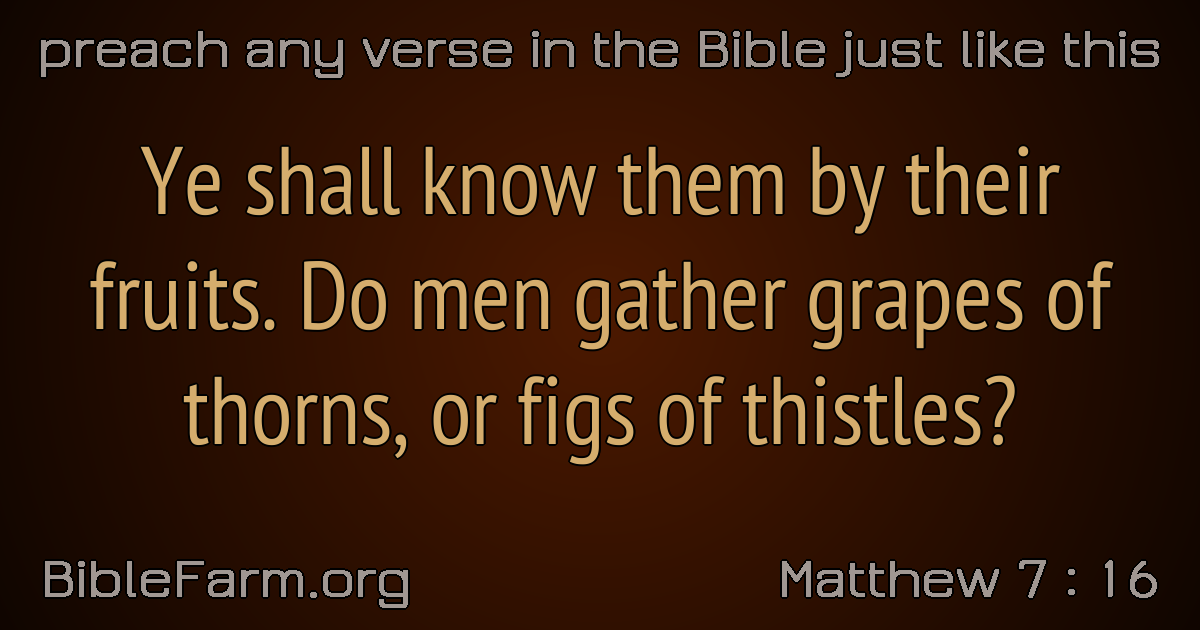 preach any verse in the Bible just like this
Ye shall know them by their
fruits. Do men gather grapes of
thorns, or figs of thistles?
BibleFarm.org
Matthew 7 : 16